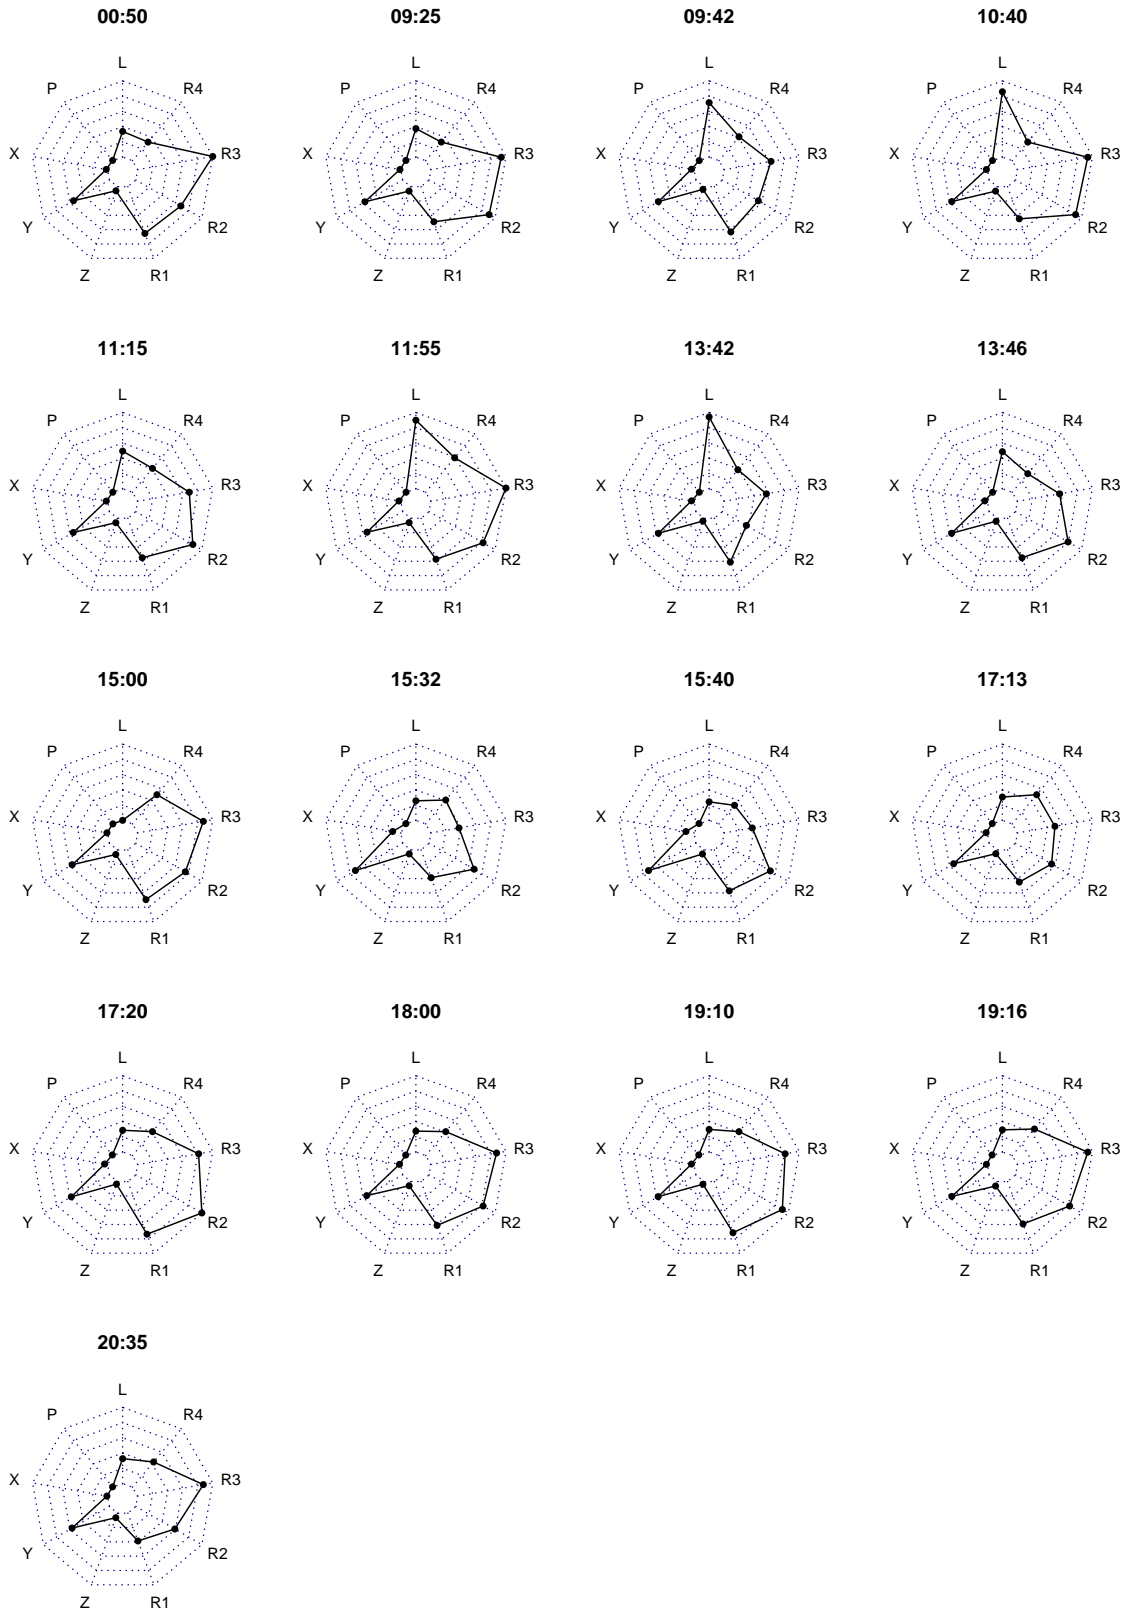 00:50 09:25 09:42 10:40
L L L L
P R4 P R4 P R4 P R4
X R3 X R3 X R3 X R3
Y R2 Y R2 Y R2 Y R2
Z R1 Z R1 Z R1 Z R1
11:15 11:55 13:42 13:46
L L L L
P R4 P R4 P R4 P R4
X R3 X R3 X R3 X R3
Y R2 Y R2 Y R2 Y R2
Z R1 Z R1 Z R1 Z R1
15:00 15:32 15:40 17:13
L L L L
P R4 P R4 P R4 P R4
X R3 X R3 X R3 X R3
Y R2 Y R2 Y R2 Y R2
Z R1 Z R1 Z R1 Z R1
17:20 18:00 19:10 19:16
L L L L
P R4 P R4 P R4 P R4
X R3 X R3 X R3 X R3
Y R2 Y R2 Y R2 Y R2
Z R1 Z R1 Z R1 Z R1
20:35
L
P R4
X R3
Y R2
Z R1